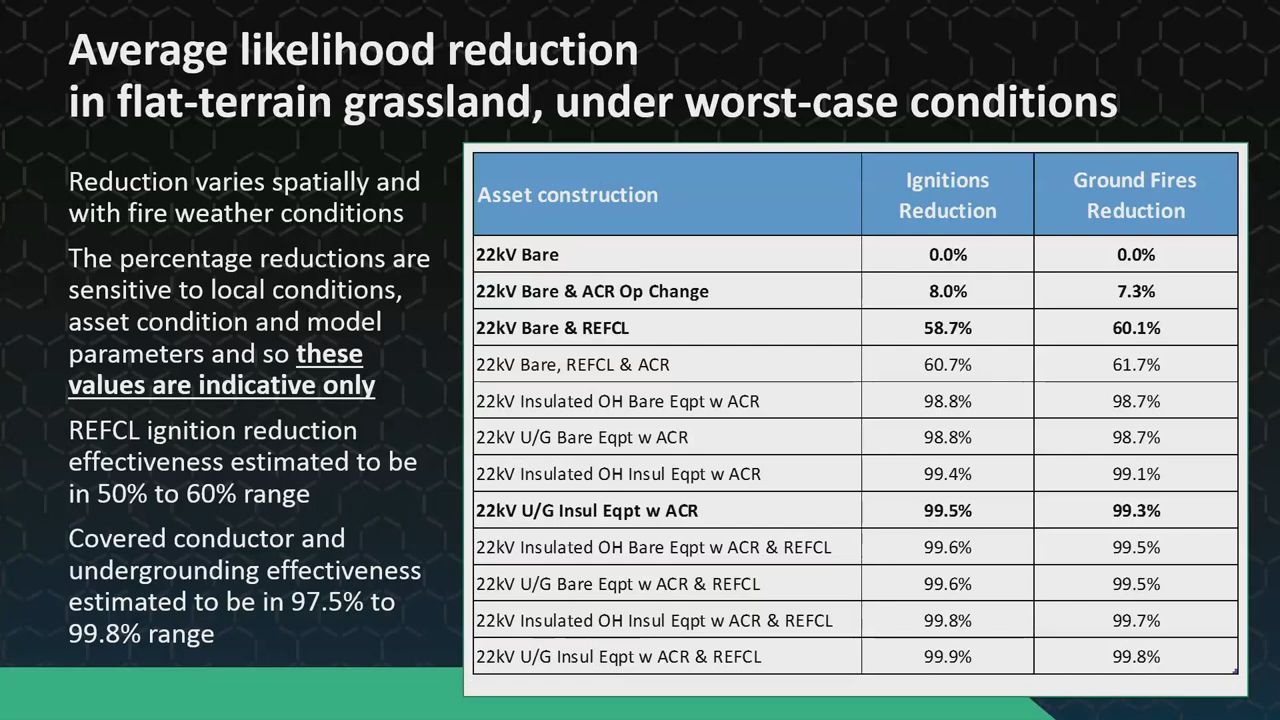 Average likelihood reduction
in flat-terrain grassland, under worst-case conditions
Reduction varies spatially and
with fire weather conditions
The percentage reductions are
sensitive to local conditions,
asset condition and model
parameters and so these
values are indicative only
REFCL ignition reduction
effectiveness estimated to be
in 50% to 60% range
Covered conductor and
undergrounding effectiveness
estimated to be in 97.5% to
99.8% range
Asset construction Ignitions Reduction Ground Fires Reduction
22kV Bare 0.0% 0.0%
22kV Bare & ACR Op Change 8.0% 7.3%
22kV Bare & REFCL 58.7% 60.1%
22kV Bare, REFCL & ACR 60.7% 61.7%
22kV Insulated OH Bare Eqpt w ACR 98.8% 98.7%
22kV U/G Bare Eqpt w ACR 98.8% 98.7%
22kV Insulated OH Insul Eqpt w ACR 99.4% 99.1%
22kV U/G Insul Eqpt w ACR 99.5% 99.3%
22kV Insulated OH Bare Eqpt w ACR & REFCL 99.6% 99.5%
22kV U/G Bare Eqpt w ACR & REFCL 99.6% 99.5%
22kV Insulated OH Insul Eqpt w ACR & REFCL 99.8% 99.7%
22kV U/G Insul Eqpt w ACR & REFCL 99.9% 99.8%